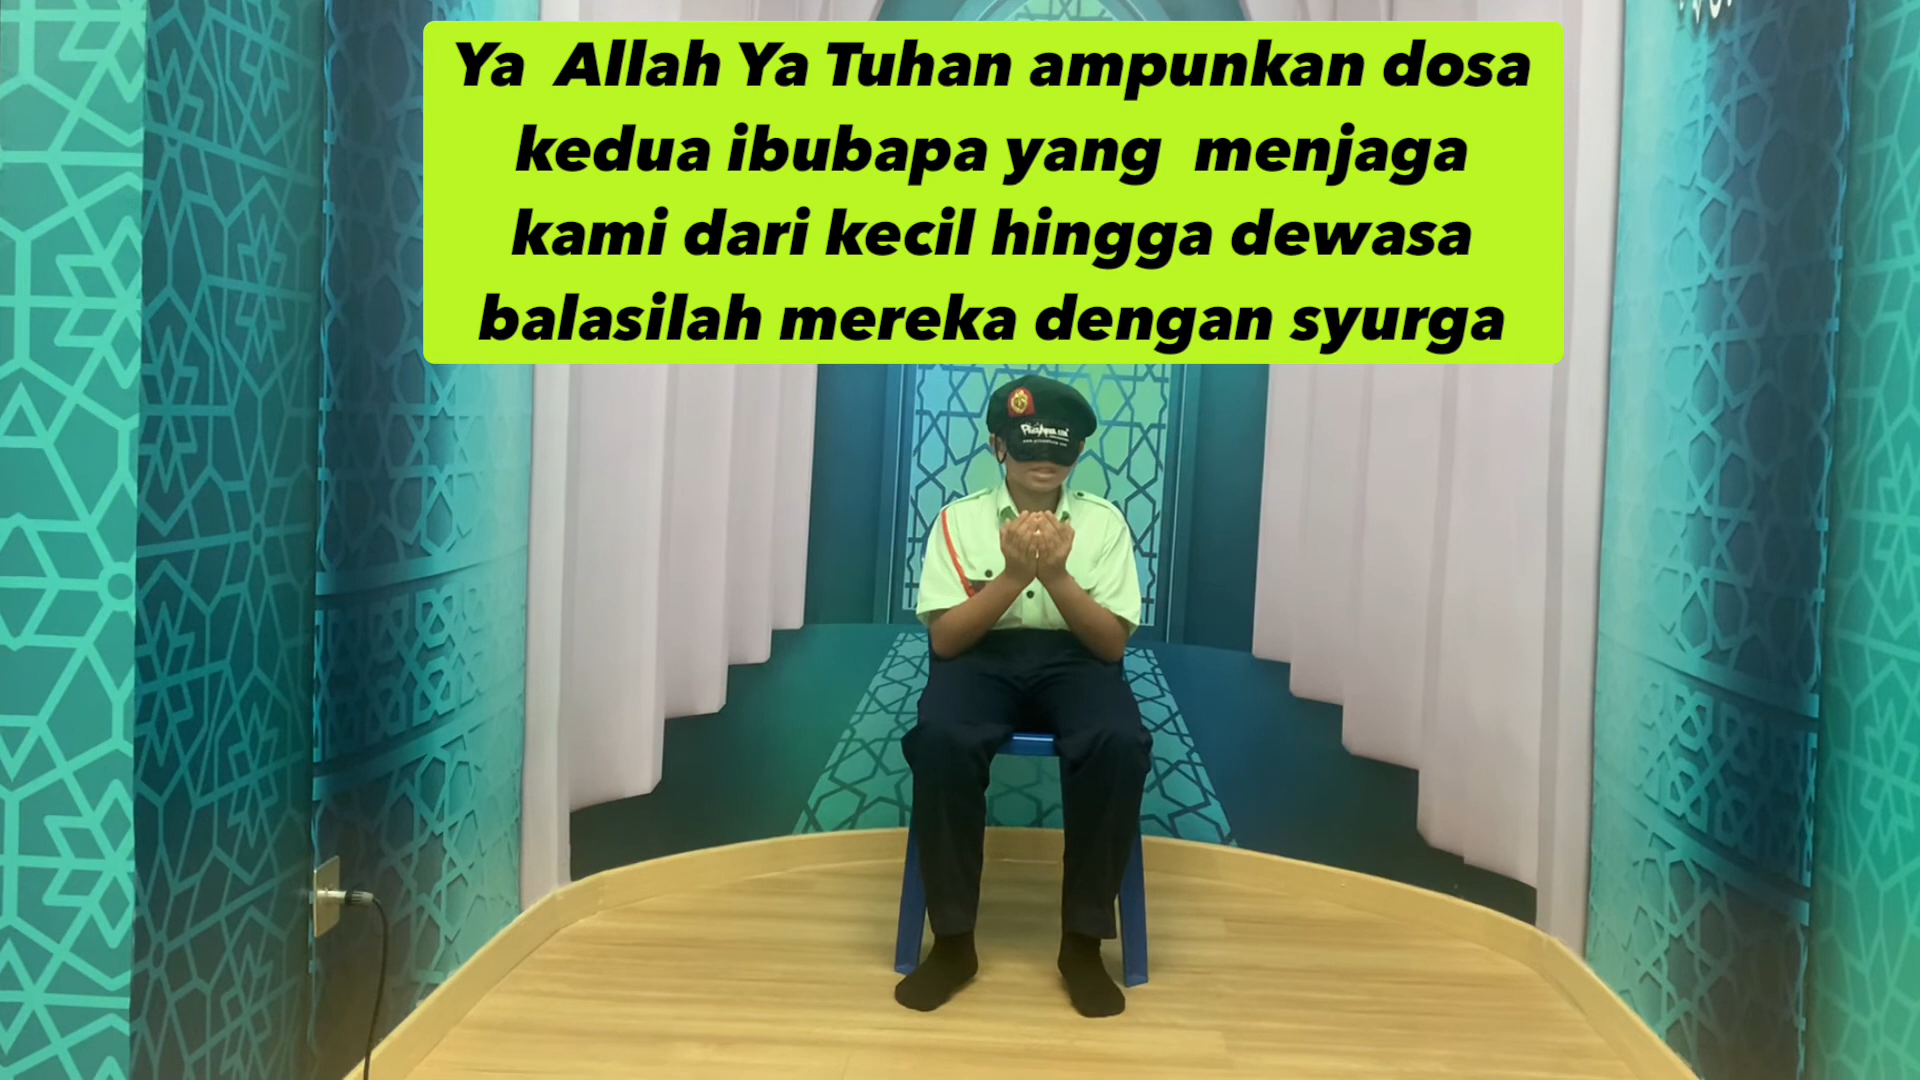 Ya  Allah Ya Tuhan ampunkan dosa
kedua ibubapa yang  menjaga
kami dari kecil hingga dewasa
balasilah mereka dengan syurga